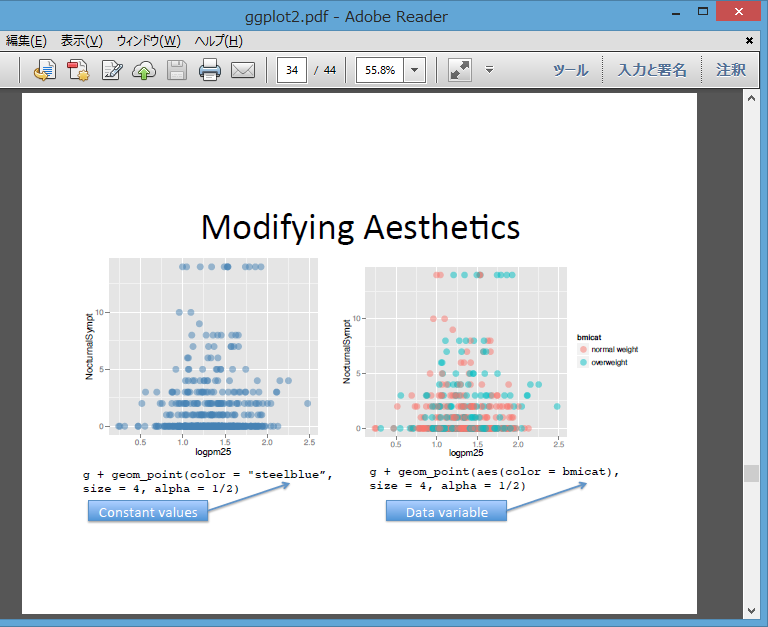 ggplot2.pdf - Adobe Reader
編集(E) 表示(V) ウィンドウ(W) ヘルプ(H)
34 / 44 55.8% ツール 入力と署名 注釈
Modifying Aesthetics
NocturnalSympt
10
5
0
0.5 1.0 1.5 2.0 2.5
logpm25
NocturnalSympt
10
5
0
0.5 1.0 1.5 2.0 2.5
logpm25
bmicat
normal weight
overweight
g + geom_point(color = "steelblue”,
size = 4, alpha = 1/2)
Constant values
g + geom_point(aes(color = bmicat),
size = 4, alpha = 1/2)
Data variable